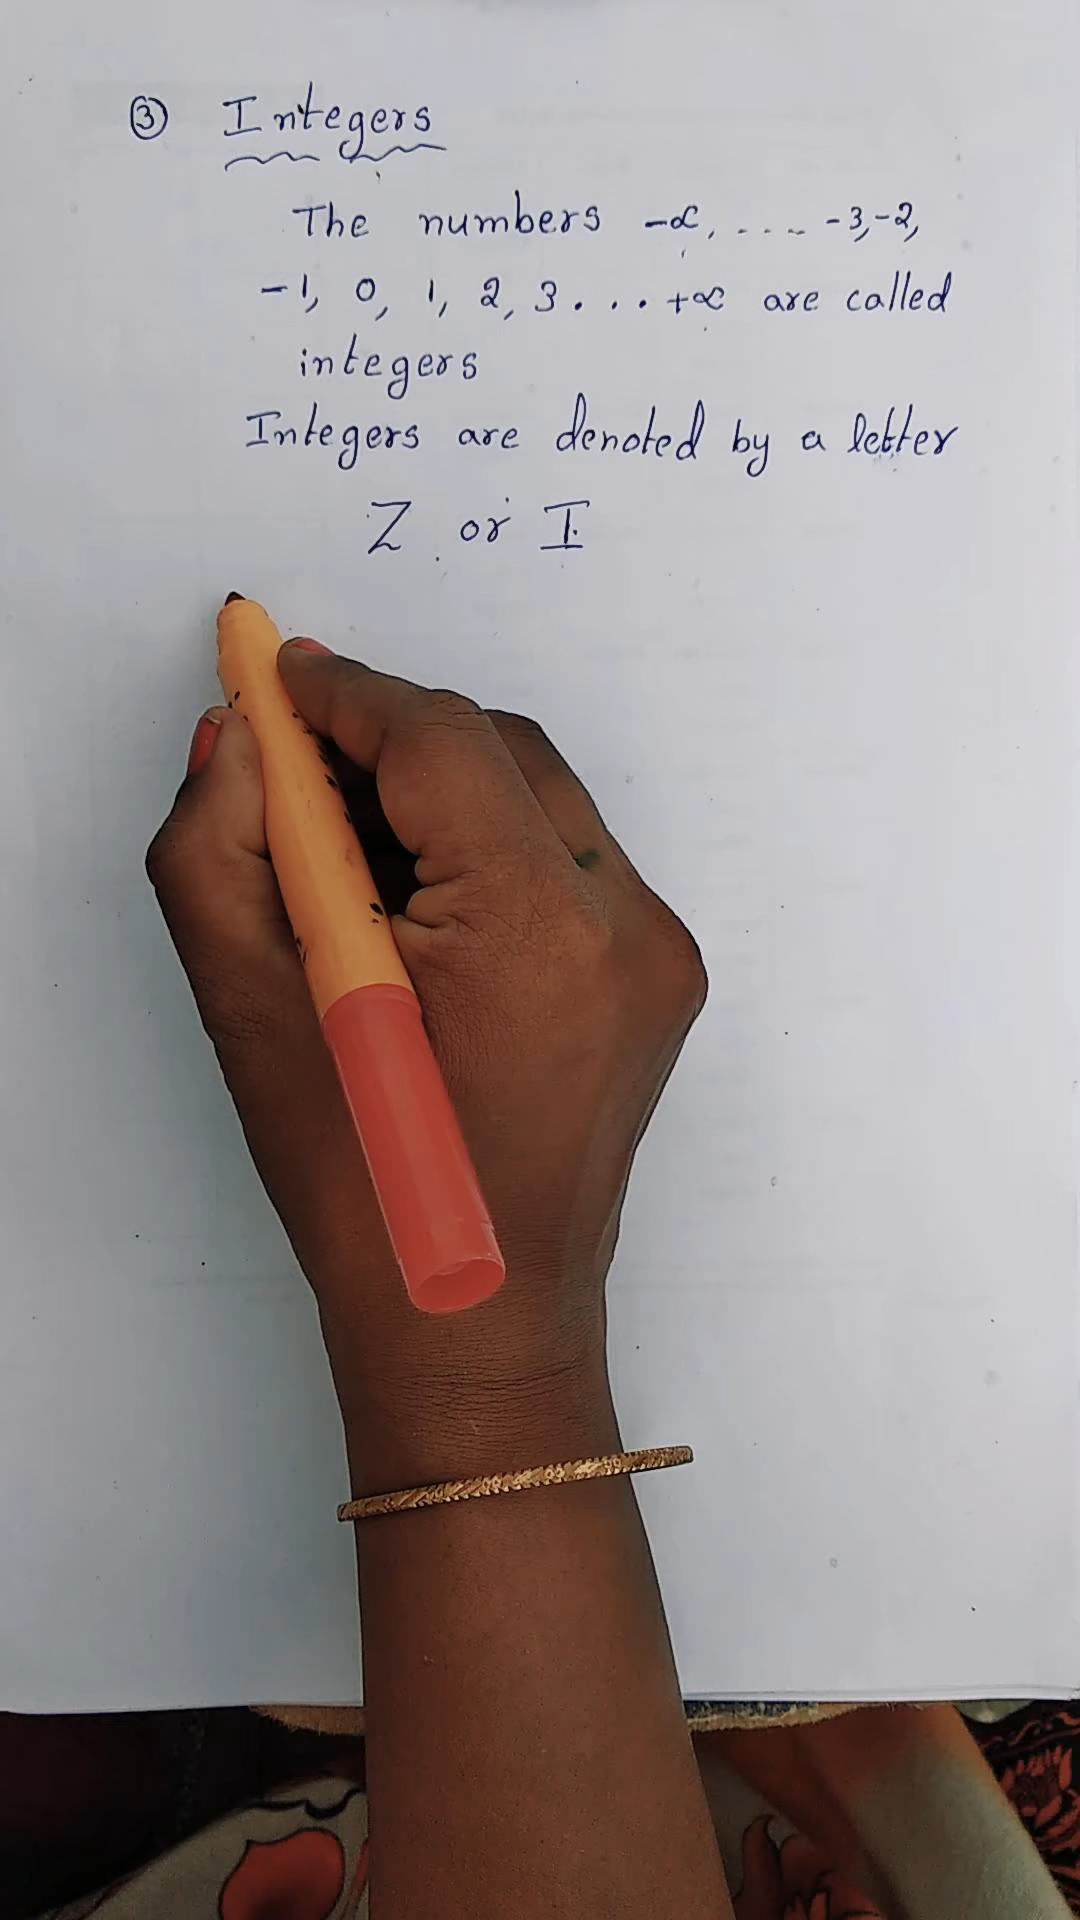 ③ Integers
The numbers -∝, .... -3,-2,
-1, 0, 1, 2, 3 . . . +∝ are called
integers
Integers are denoted by a letter
Z or I